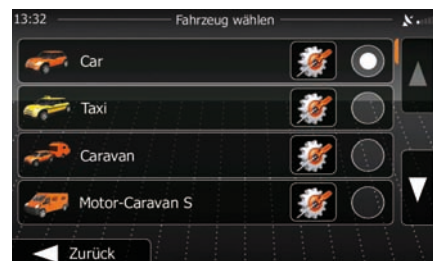 13:32 Fahrzeug wählen
Car
Taxi
Caravan
Motor-Caravan S
Zurück